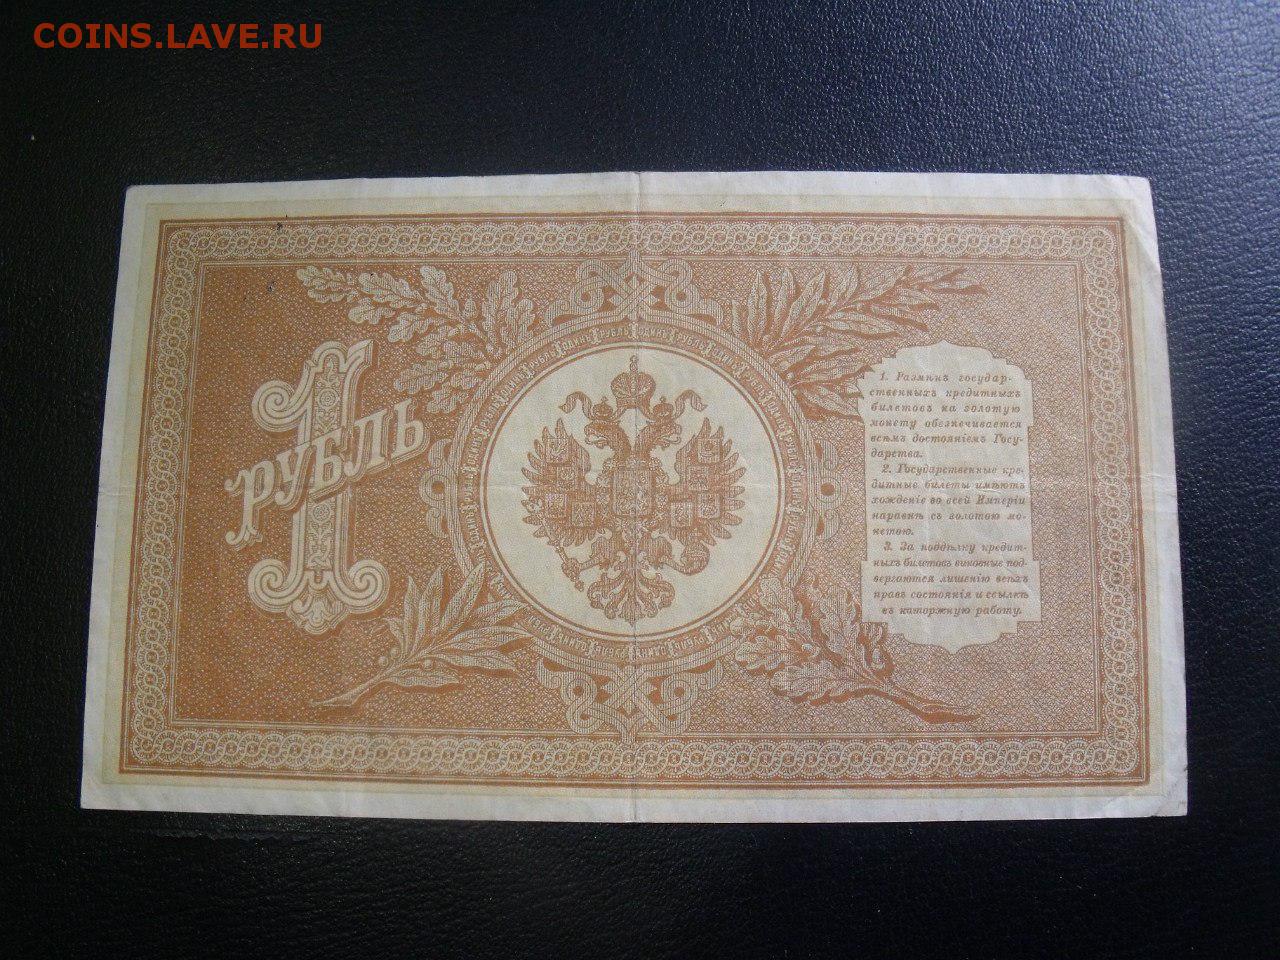 COINS.LAVE.RU
1
РУБЛЬ
1. Размѣнъ государ-
ственныхъ кредитныхъ
билетовъ на золотую
монету обезпечивается
всѣмъ достояніемъ Госу-
дарства.
2. Государственные кре-
дитные билеты имѣютъ
хожденіе во всей Имперіи
наравнѣ съ золотою мо-
нетою.
3. За поддѣлку кредит-
ныхъ билетовъ виновные под-
вергаются лишенію всѣхъ
правъ состоянія и ссылкѣ
въ каторжную работу.